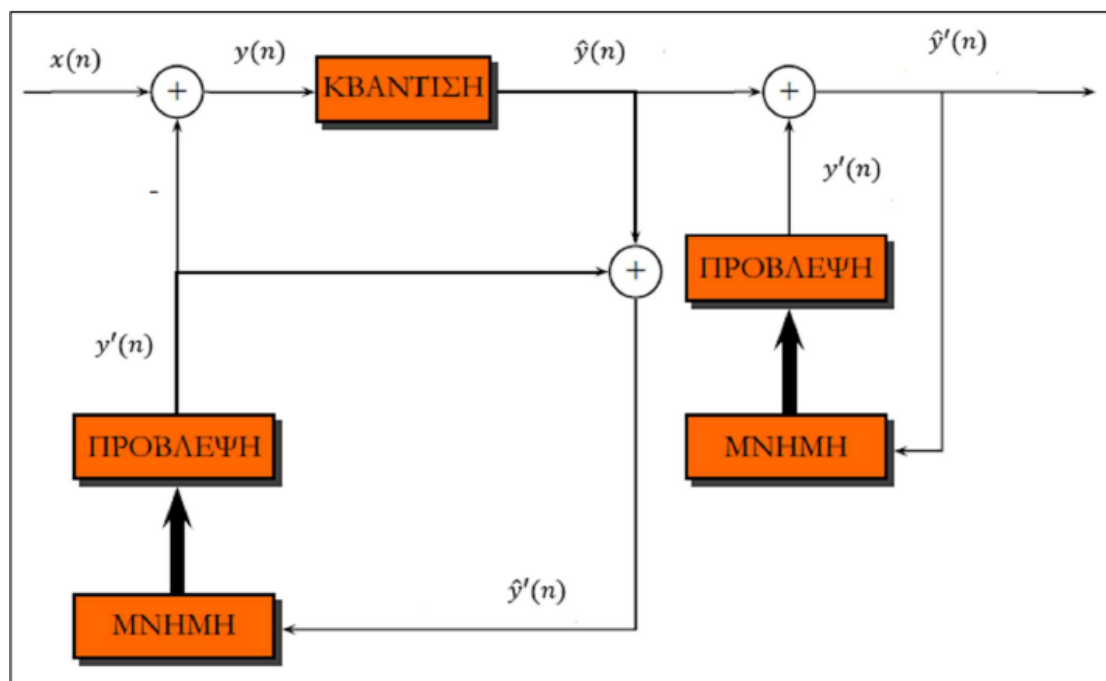 x(n)
y(n)
ΚΒΑΝΤΙΣΗ
ŷ(n)
ŷ′(n)
+
+
-
y′(n)
+
ΠΡΟΒΛΕΨΗ
y′(n)
ΠΡΟΒΛΕΨΗ
ΜΝΗΜΗ
ŷ′(n)
ΜΝΗΜΗ